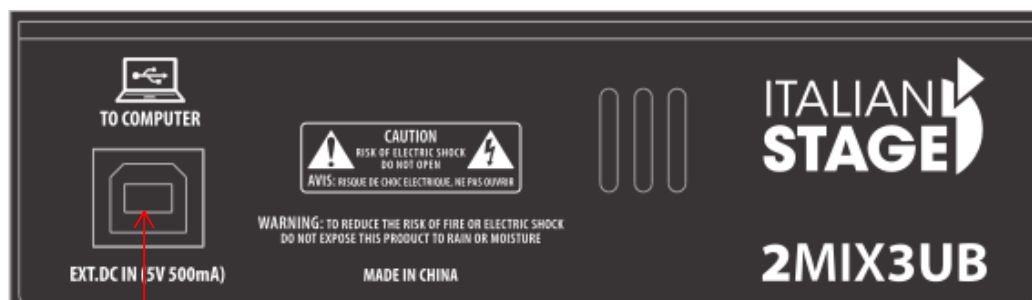 TO COMPUTER
EXT.DC IN (5V 500mA)
CAUTION
RISK OF ELECTRIC SHOCK
DO NOT OPEN
AVIS: RISQUE DE CHOC ELECTRIQUE, NE PAS OUVRIR
WARNING: TO REDUCE THE RISK OF FIRE OR ELECTRIC SHOCK
DO NOT EXPOSE THIS PRODUCT TO RAIN OR MOISTURE
MADE IN CHINA
ITALIAN
STAGE
2MIX3UB